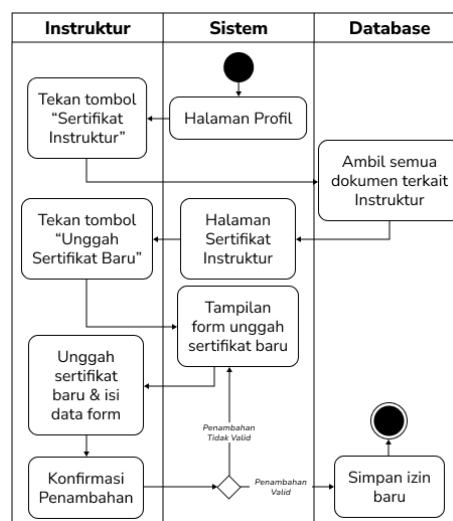 Instruktur
Sistem
Database
Halaman Profil
Tekan tombol
“Sertifikat
Instruktur”
Ambil semua
dokumen terkait
Instruktur
Halaman
Sertifikat
Instruktur
Tekan tombol
“Unggah
Sertifikat Baru”
Tampilan
form unggah
sertifikat baru
Unggah
sertifikat
baru & isi
data form
Konfirmasi
Penambahan
Penambahan
Tidak Valid
Penambahan
Valid
Simpan izin
baru